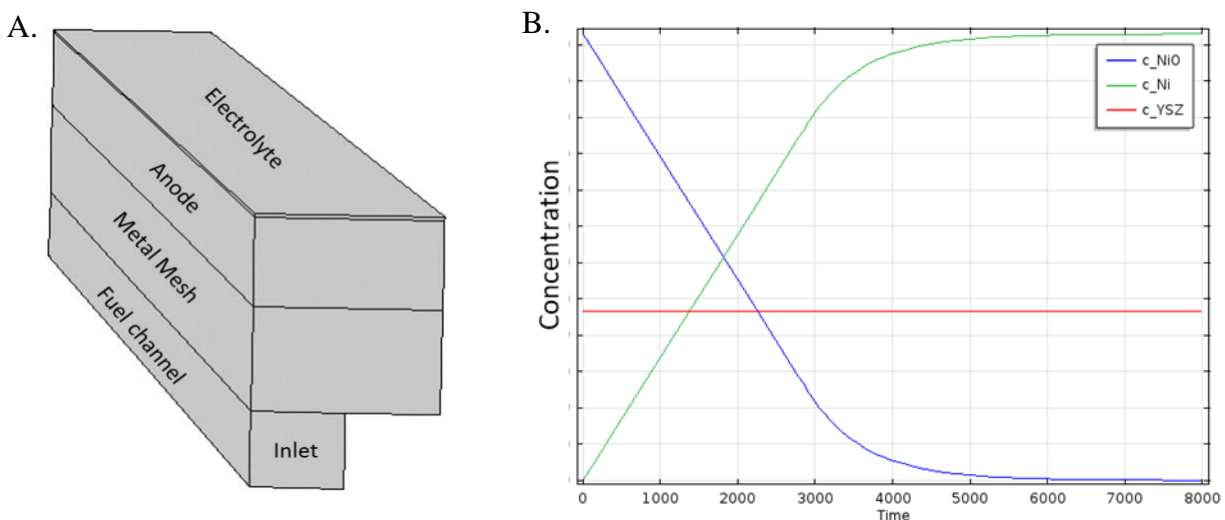 A.
Electrolyte
Anode
Metal Mesh
Fuel channel
Inlet
B.
Concentration
c_NiO
c_Ni
c_YSZ
0 1000 2000 3000 4000 5000 6000 7000 8000
Time